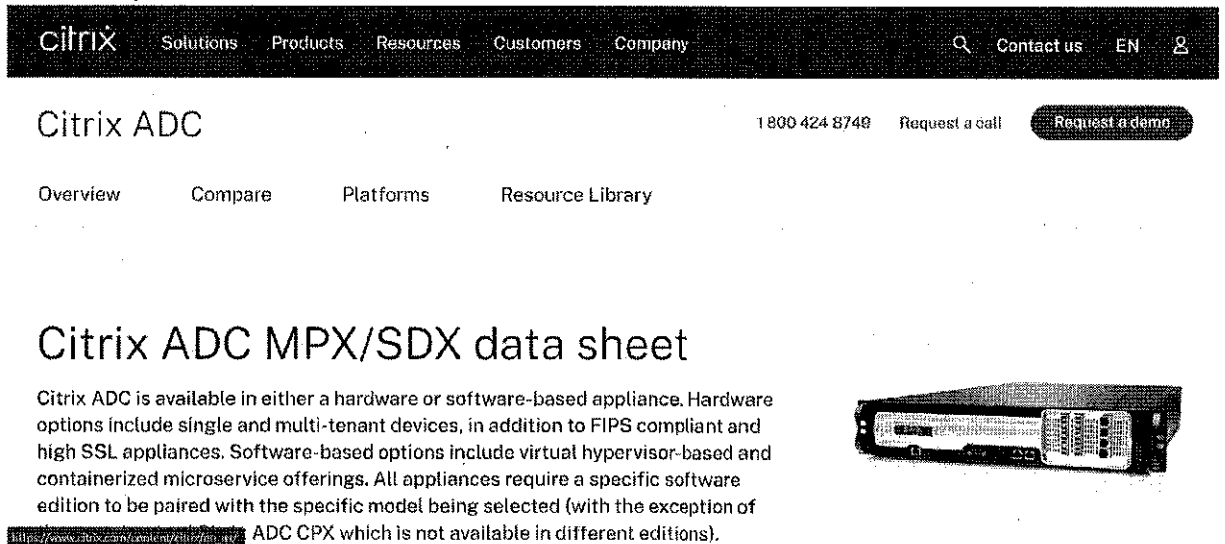 citrix Solutions Products Resources Customers Company Contact us EN
Citrix ADC 1 800 424 8749 Request a call Request a demo
Overview Compare Platforms Resource Library
Citrix ADC MPX/SDX data sheet
Citrix ADC is available in either a hardware or software-based appliance. Hardware
options include single and multi-tenant devices, in addition to FIPS compliant and
high SSL appliances. Software-based options include virtual hypervisor-based and
containerized microservice offerings. All appliances require a specific software
edition to be paired with the specific model being selected (with the exception of
ADC CPX which is not available in different editions).